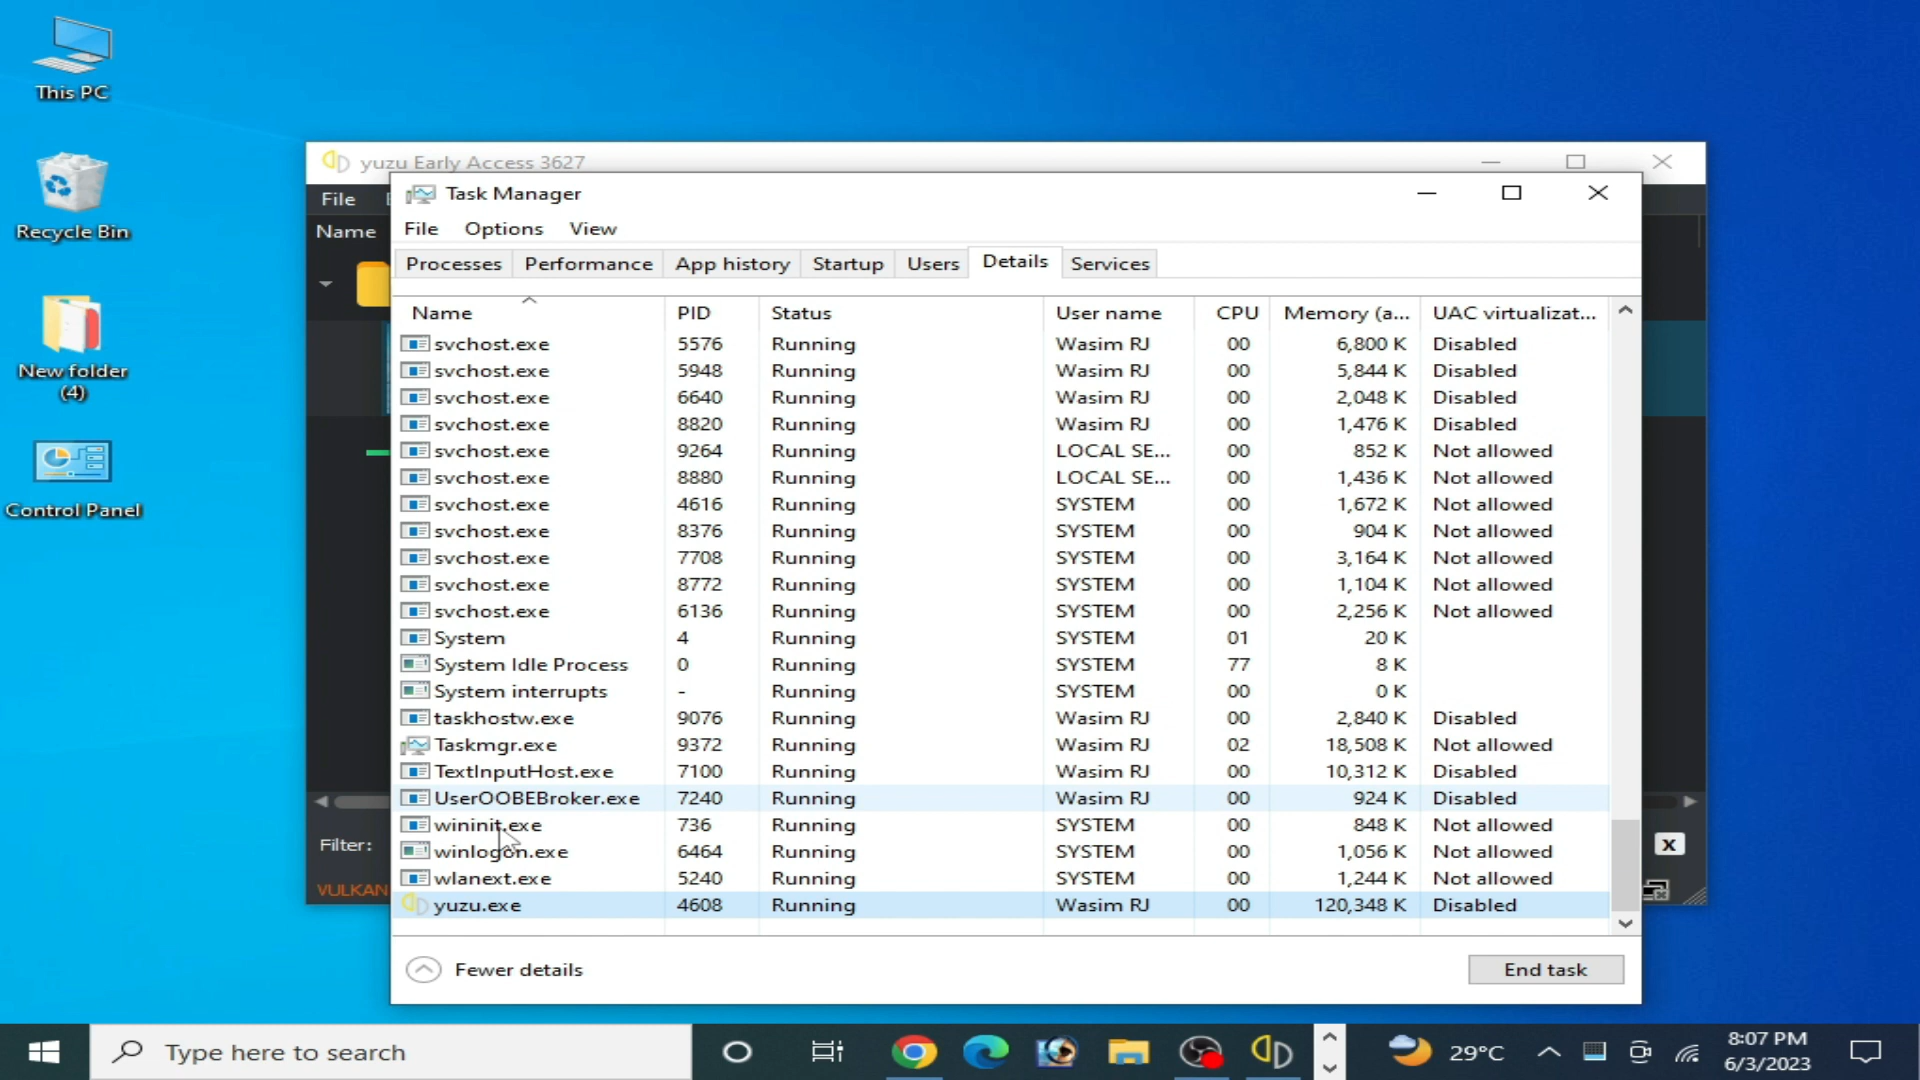 This PC
Recycle Bin
New folder
(4)
Control Panel
yuzu Early Access 3627
File
Name
Task Manager
File Options View
Processes Performance App history Startup Users Details Services
Name PID Status User name CPU Memory (a... UAC virtualizat...
svchost.exe 5576 Running Wasim RJ 00 6,800 K Disabled
svchost.exe 5948 Running Wasim RJ 00 5,844 K Disabled
svchost.exe 6640 Running Wasim RJ 00 2,048 K Disabled
svchost.exe 8820 Running Wasim RJ 00 1,476 K Disabled
svchost.exe 9264 Running LOCAL SE... 00 852 K Not allowed
svchost.exe 8880 Running LOCAL SE... 00 1,436 K Not allowed
svchost.exe 4616 Running SYSTEM 00 1,672 K Not allowed
svchost.exe 8376 Running SYSTEM 00 904 K Not allowed
svchost.exe 7708 Running SYSTEM 00 3,164 K Not allowed
svchost.exe 8772 Running SYSTEM 00 1,104 K Not allowed
svchost.exe 6136 Running SYSTEM 00 2,256 K Not allowed
System 4 Running SYSTEM 01 20 K
System Idle Process 0 Running SYSTEM 77 8 K
System interrupts - Running SYSTEM 00 0 K
taskhostw.exe 9076 Running Wasim RJ 00 2,840 K Disabled
Taskmgr.exe 9372 Running Wasim RJ 02 18,508 K Not allowed
TextInputHost.exe 7100 Running Wasim RJ 00 10,312 K Disabled
UserOOBEBroker.exe 7240 Running Wasim RJ 00 924 K Disabled
wininit.exe 736 Running SYSTEM 00 848 K Not allowed
winlogon.exe 6464 Running SYSTEM 00 1,056 K Not allowed
wlanext.exe 5240 Running SYSTEM 00 1,244 K Not allowed
yuzu.exe 4608 Running Wasim RJ 00 120,348 K Disabled
Filter:
x
VULKAN
Fewer details
End task
Type here to search
29°C
8:07 PM
6/3/2023